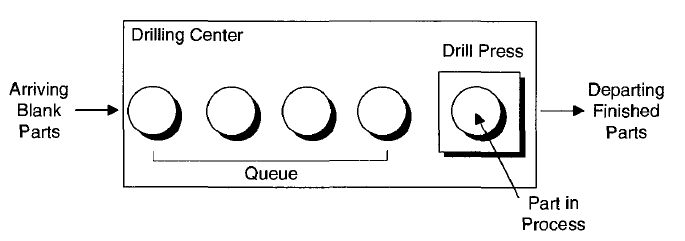 Drilling Center
Drill Press
Arriving
Blank
Parts
Departing
Finished
Parts
Queue
Part in
Process